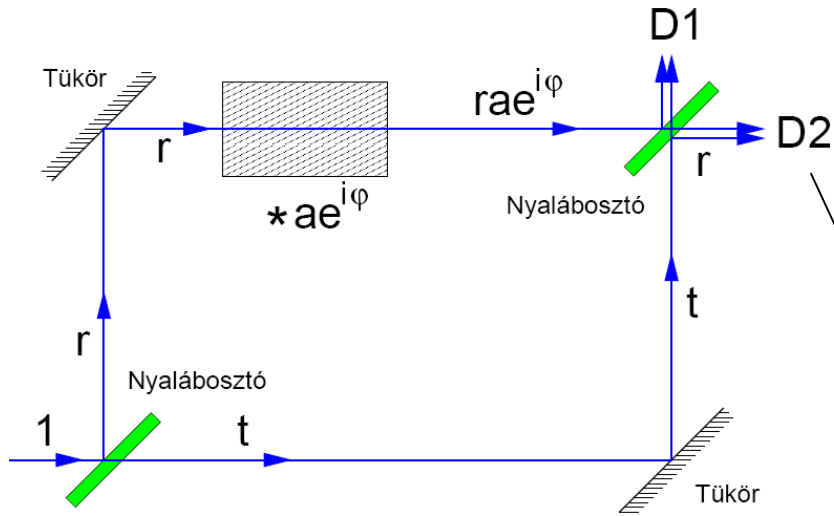 D1
Tükör
rae^{iφ}
r
D2
r
Nyalábosztó
* ae^{iφ}
t
r
Nyalábosztó
1
t
Tükör